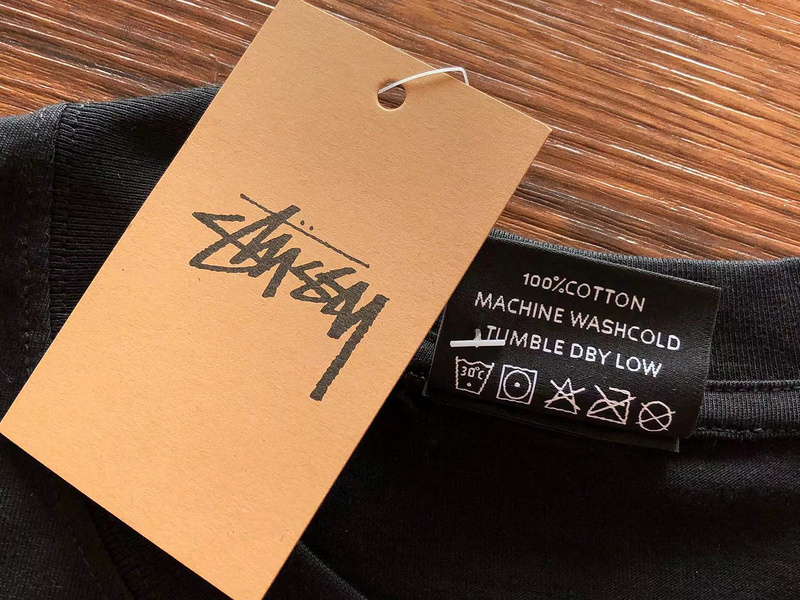 Stüssy
100%COTTON
MACHINE WASHCOLD
TUMBLE DBY LOW
30°C